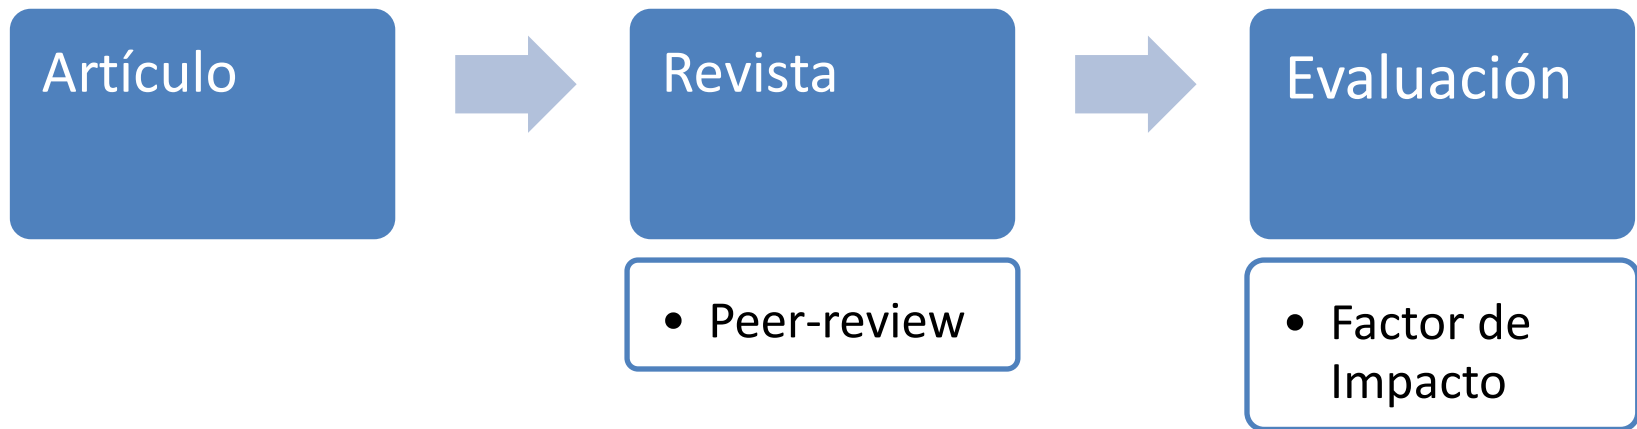 Artículo
Revista
Evaluación
• Peer-review
• Factor de
Impacto